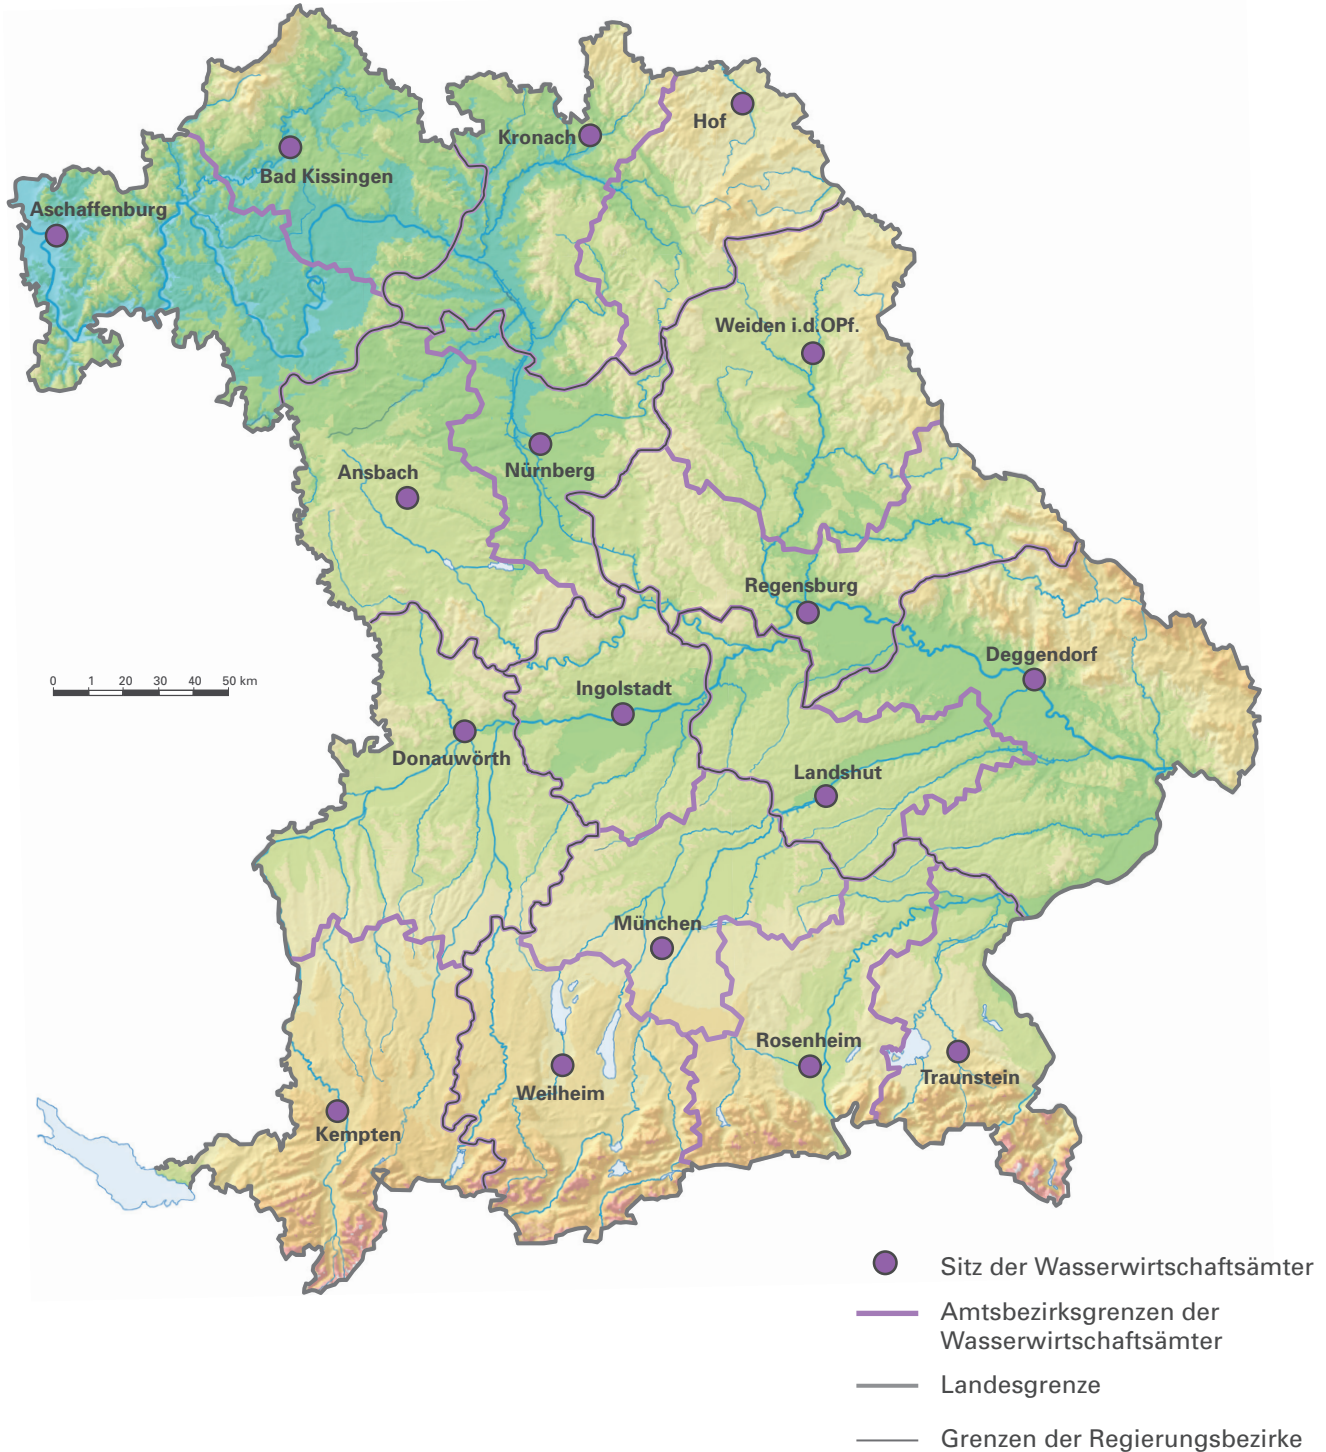 Hof
Kronach
Bad Kissingen
Aschaffenburg
Weiden i.d.OPf.
Ansbach
Nürnberg
Regensburg
Deggendorf
0 1 20 30 40 50 km
Ingolstadt
Donauwörth
Landshut
München
Rosenheim
Traunstein
Weilheim
Kempten
Sitz der Wasserwirtschaftsämter
Amtsbezirksgrenzen der
Wasserwirtschaftsämter
Landesgrenze
Grenzen der Regierungsbezirke